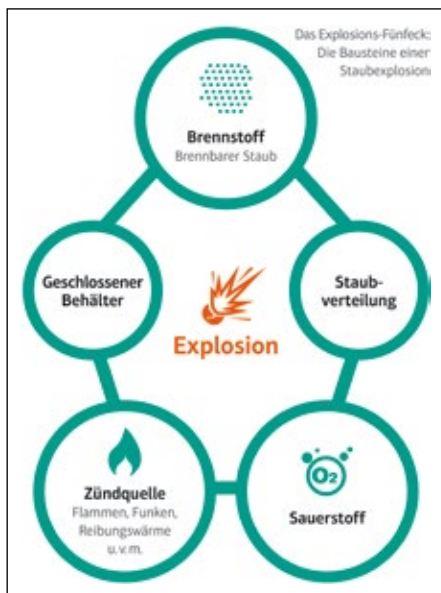 Das Explosions-Fünfeck:
Die Bausteine einer
Staubexplosion
Brennstoff
Brennbarer Staub
Geschlossener
Behälter
Staub-
verteilung
Explosion
Zündquelle
Flammen, Funken,
Reibungswärme
u.v.m.
O2
Sauerstoff